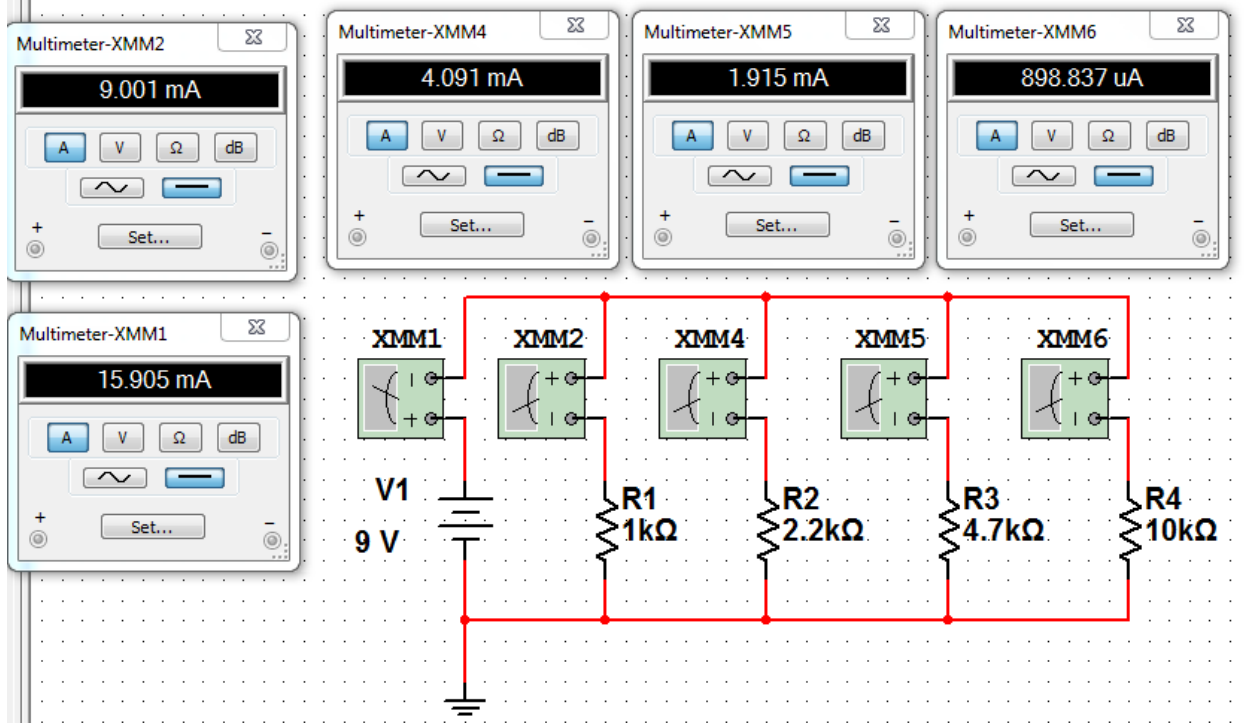 Multimeter-XMM2
9.001 mA
A V Ω dB
+ Set... -
Multimeter-XMM4
4.091 mA
A V Ω dB
+ Set... -
Multimeter-XMM5
1.915 mA
A V Ω dB
+ Set... -
Multimeter-XMM6
898.837 uA
A V Ω dB
+ Set... -
Multimeter-XMM1
15.905 mA
A V Ω dB
+ Set... -
XMM1 XMM2 XMM4 XMM5 XMM6
V1
9 V
R1
1kΩ
R2
2.2kΩ
R3
4.7kΩ
R4
10kΩ